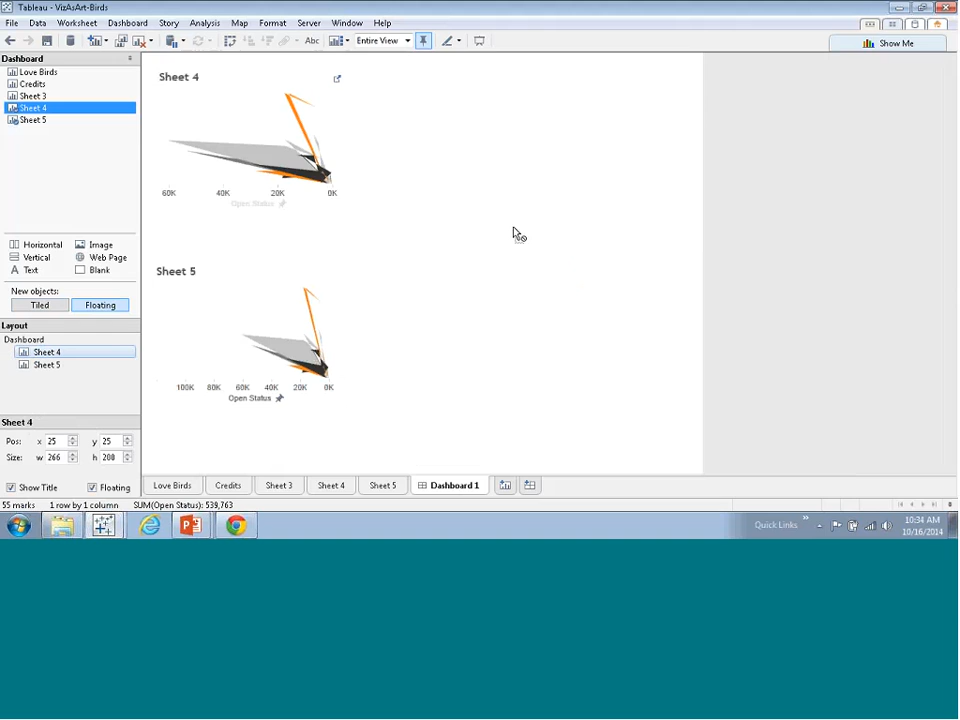 Tableau - VizAsArt-Birds
File Data Worksheet Dashboard Story Analysis Map Format Server Window Help
Abc Entire View Show Me
Dashboard
Love Birds
Credits
Sheet 3
Sheet 4
Sheet 5
Horizontal Image
Vertical Web Page
A Text Blank
New objects:
Tiled Floating
Layout
Dashboard
Sheet 4
Sheet 5
Sheet 4
Pos: x 25 y 25
Size: w 266 h 200
Show Title Floating
Sheet 4
60K 40K 20K 0K
Open Status
Sheet 5
100K 80K 60K 40K 20K 0K
Open Status
Love Birds Credits Sheet 3 Sheet 4 Sheet 5 Dashboard 1
55 marks 1 row by 1 column SUM(Open Status): 539,763
Quick Links » 10:34 AM
10/16/2014